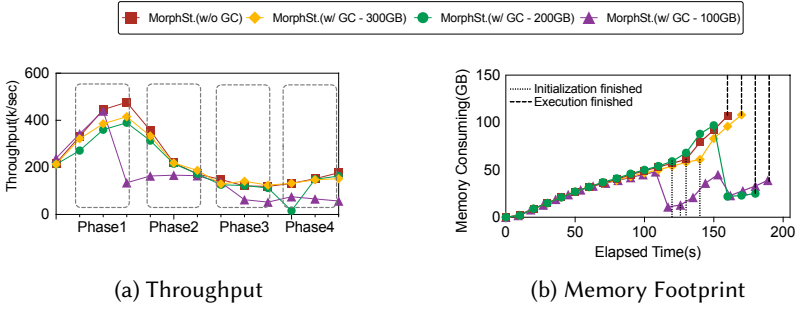 MorphSt.(w/o GC) MorphSt.(w/ GC - 300GB) MorphSt.(w/ GC - 200GB) MorphSt.(w/ GC - 100GB)
Throughput(k/sec)
600
400
200
0
Phase1 Phase2 Phase3 Phase4
(a) Throughput
Memory Consuming(GB)
150
100
50
0
Initialization finished
Execution finished
0 50 100 150 200
Elapsed Time(s)
(b) Memory Footprint